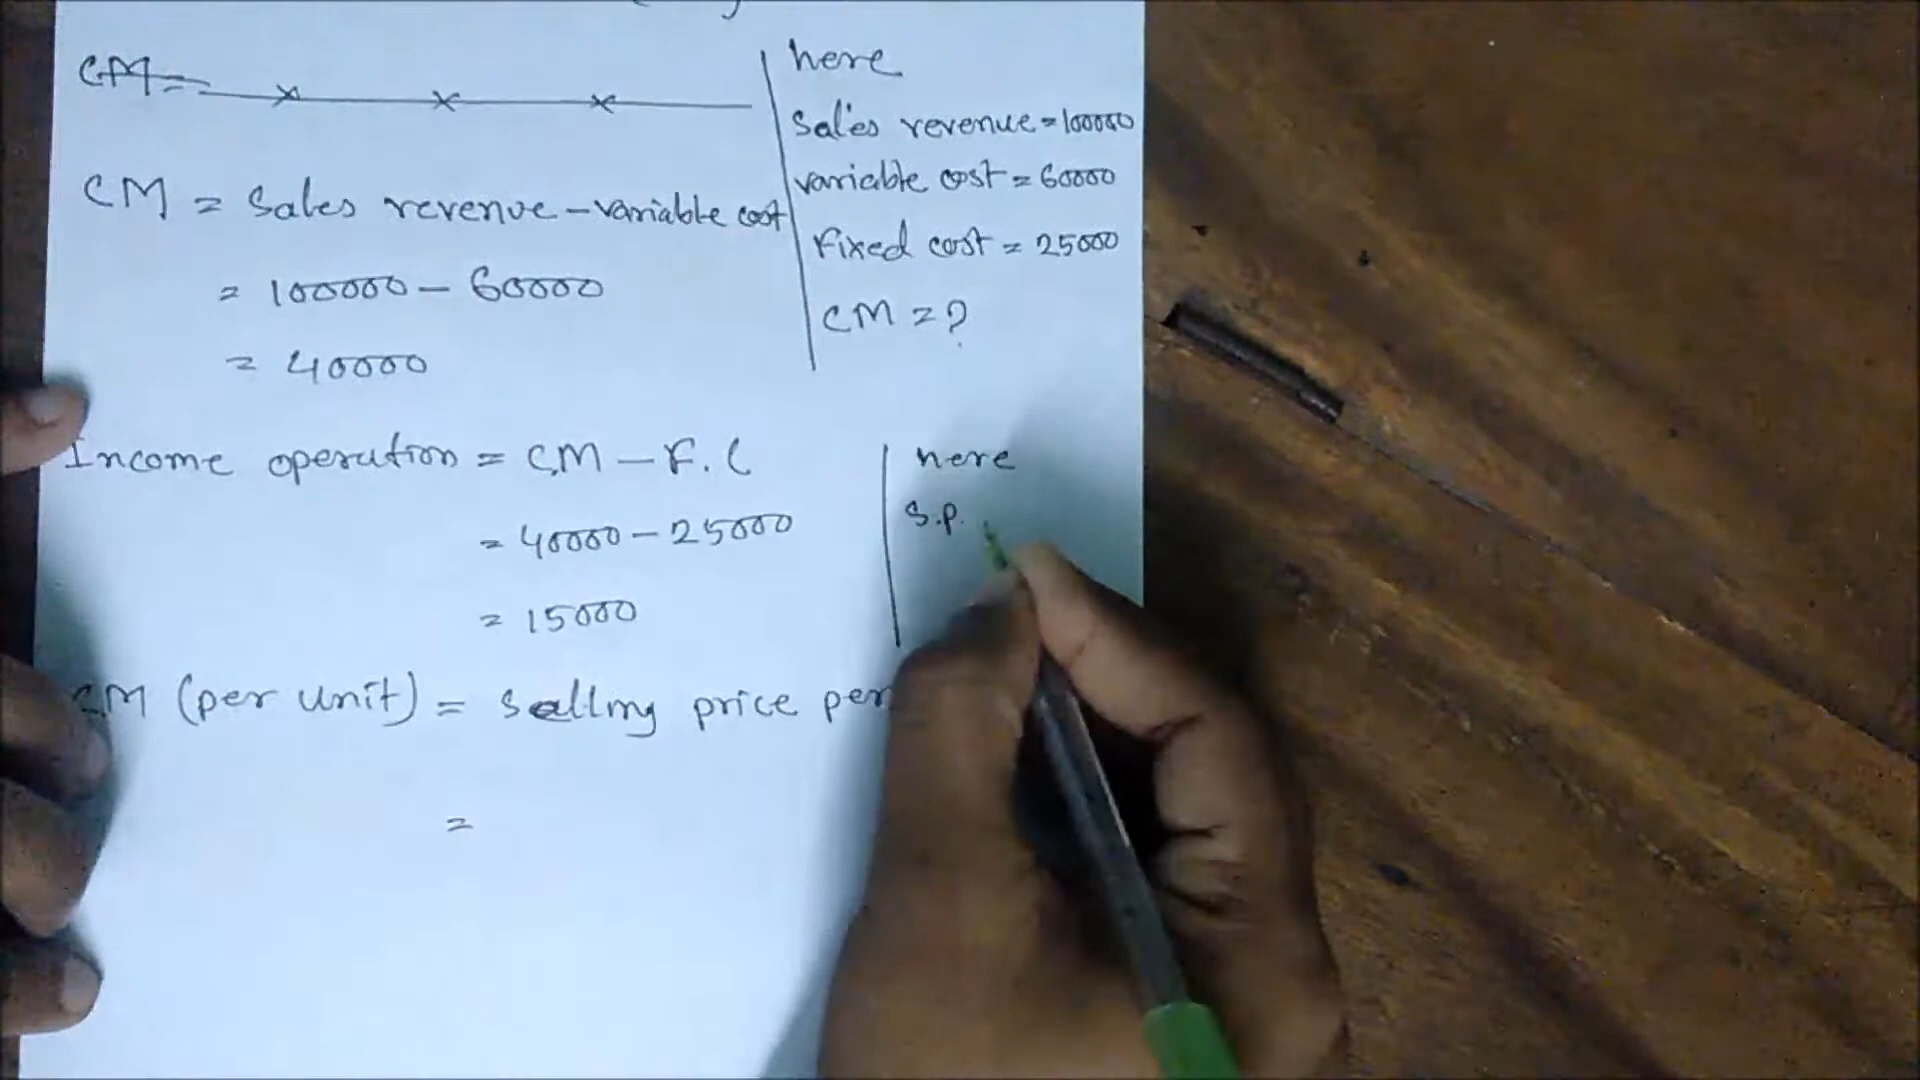 CM=
CM = Sales revenue - variable cost
= 100000 - 60000
= 40000
here
Sales revenue = 100000
variable cost = 60000
Fixed cost = 25000
CM = ?
Income operation = CM - F.C
= 40000 - 25000
= 15000
here
S.P.
CM (per unit) = Selling price per
=